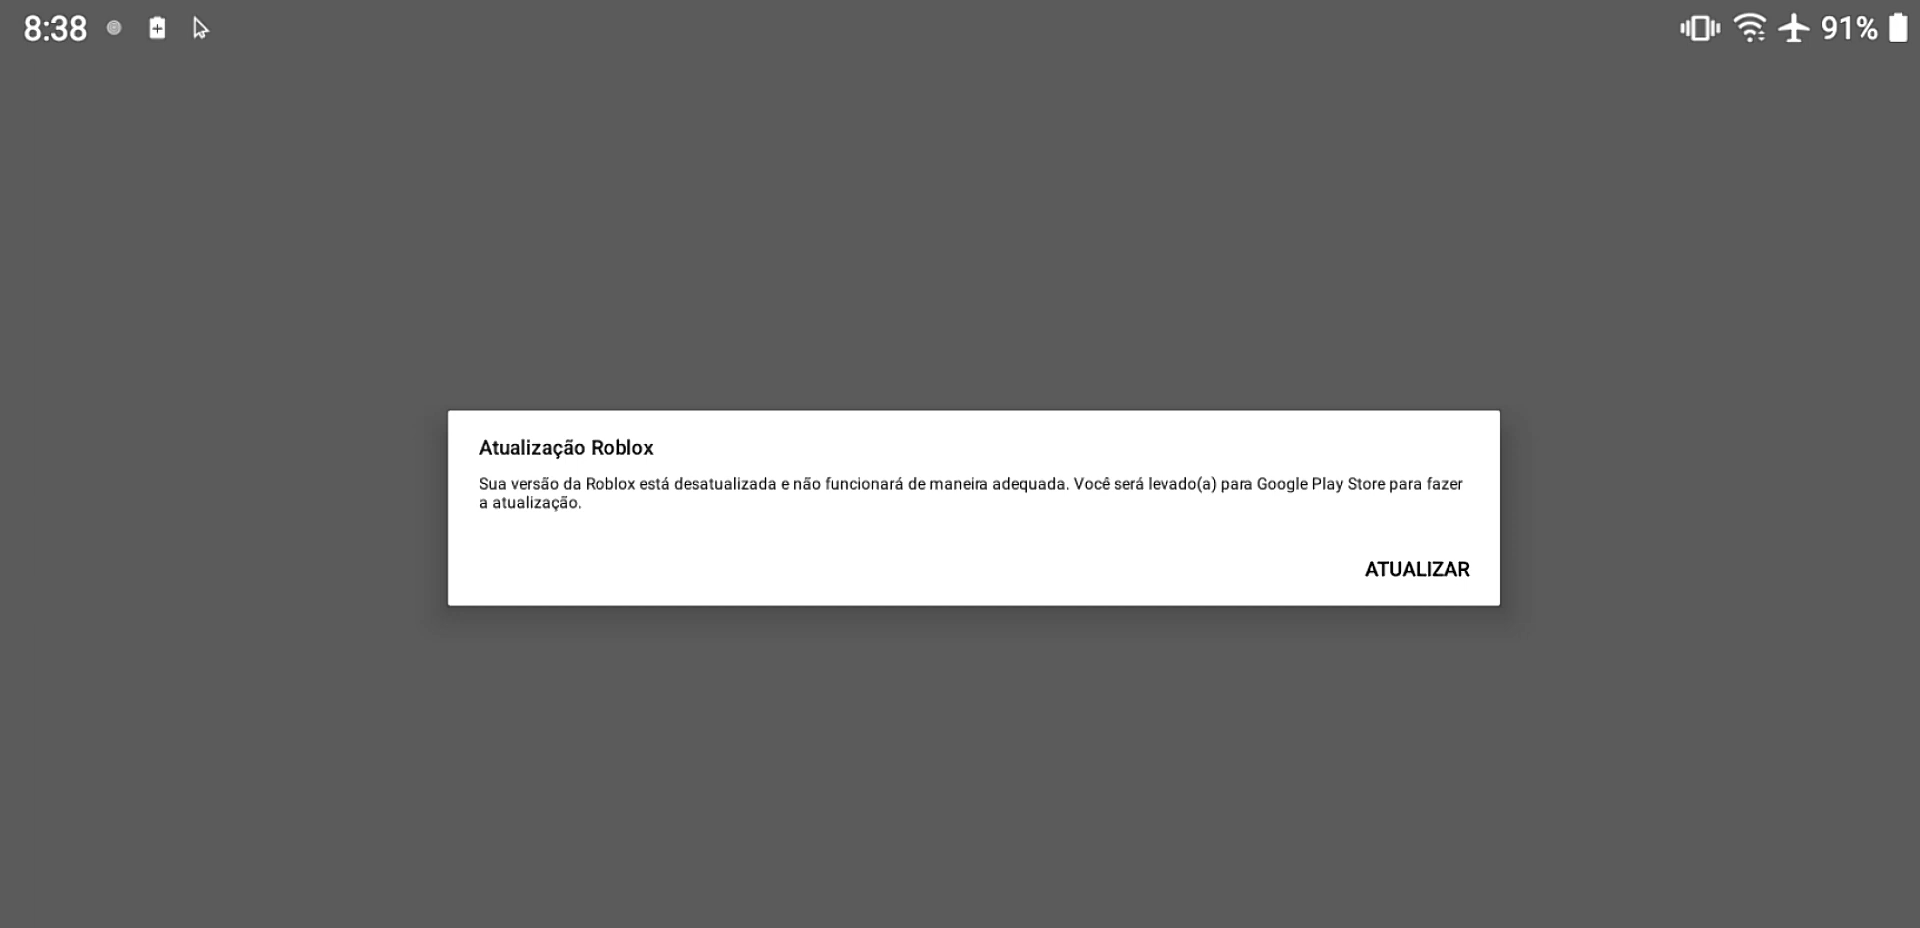 8:38
91%
Atualização Roblox
Sua versão da Roblox está desatualizada e não funcionará de maneira adequada. Você será levado(a) para Google Play Store para fazer
a atualização.
ATUALIZAR